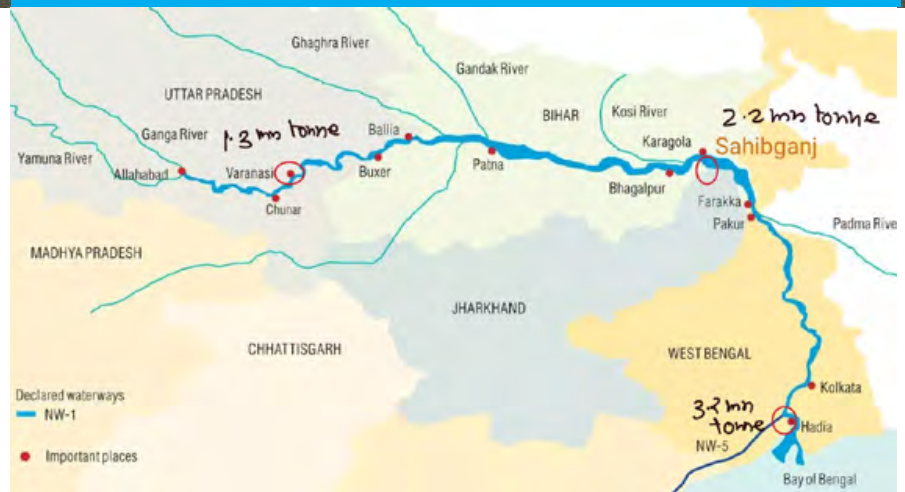 Ghaghra River
Gandak River
UTTAR PRADESH
BIHAR
Kosi River
2.2 mn tonne
Ganga River
1.3 mn tonne
Ballia
Karagola
Sahibganj
Yamuna River
Allahabad
Varanasi
Buxer
Patna
Bhagalpur
Chunar
Farakka
Pakur
Padma River
MADHYA PRADESH
JHARKHAND
CHHATTISGARH
WEST BENGAL
Declared waterways
NW-1
Kolkata
3.2 mn
tonne
Hadia
NW-5
Important places
Bay of Bengal